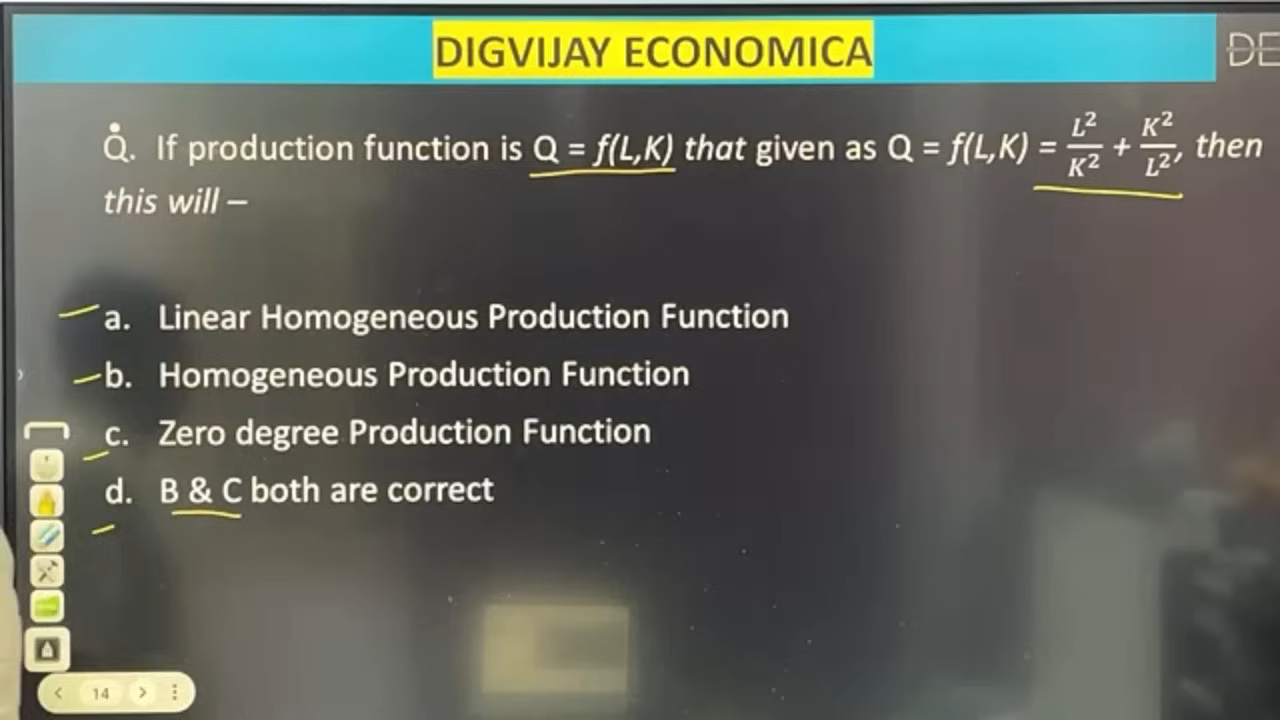 DIGVIJAY ECONOMICA
DE
Q. If production function is Q = f(L,K) that given as Q = f(L,K) = L²/K² + K²/L², then
this will –
a. Linear Homogeneous Production Function
b. Homogeneous Production Function
c. Zero degree Production Function
d. B & C both are correct
14